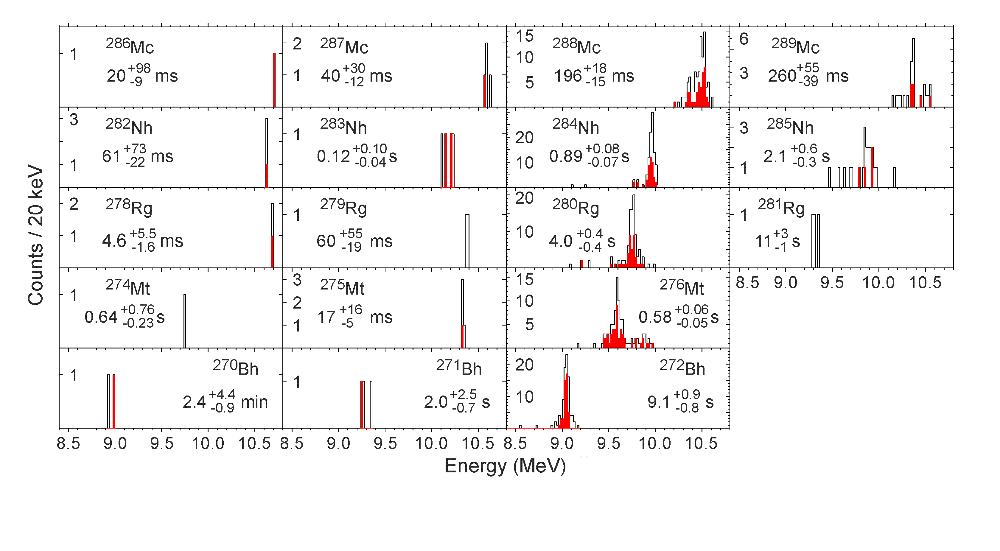 Counts / 20 keV
1
²⁸⁶Mc
20 +98 -9 ms
2
1
²⁸⁷Mc
40 +30 -12 ms
15
10
5
²⁸⁸Mc
196 +18 -15 ms
6
3
²⁸⁹Mc
260 +55 -39 ms
3
1
²⁸²Nh
61 +73 -22 ms
1
²⁸³Nh
0.12 +0.10 -0.04 s
20
10
²⁸⁴Nh
0.89 +0.08 -0.07 s
3
1
²⁸⁵Nh
2.1 +0.6 -0.3 s
2
1
²⁷⁸Rg
4.6 +5.5 -1.6 ms
1
²⁷⁹Rg
60 +55 -19 ms
20
10
²⁸⁰Rg
4.0 +0.4 -0.4 s
1
²⁸¹Rg
11 +3 -1 s
8.5 9.0 9.5 10.0 10.5
1
²⁷⁴Mt
0.64 +0.76 -0.23 s
3
2
1
²⁷⁵Mt
17 +16 -5 ms
15
10
5
²⁷⁶Mt
0.58 +0.06 -0.05 s
1
²⁷⁰Bh
2.4 +4.4 -0.9 min
1
²⁷¹Bh
2.0 +2.5 -0.7 s
20
10
²⁷²Bh
9.1 +0.9 -0.8 s
8.5 9.0 9.5 10.0 10.5 8.5 9.0 9.5 10.0 10.5 8.5 9.0 9.5 10.0 10.5
Energy (MeV)